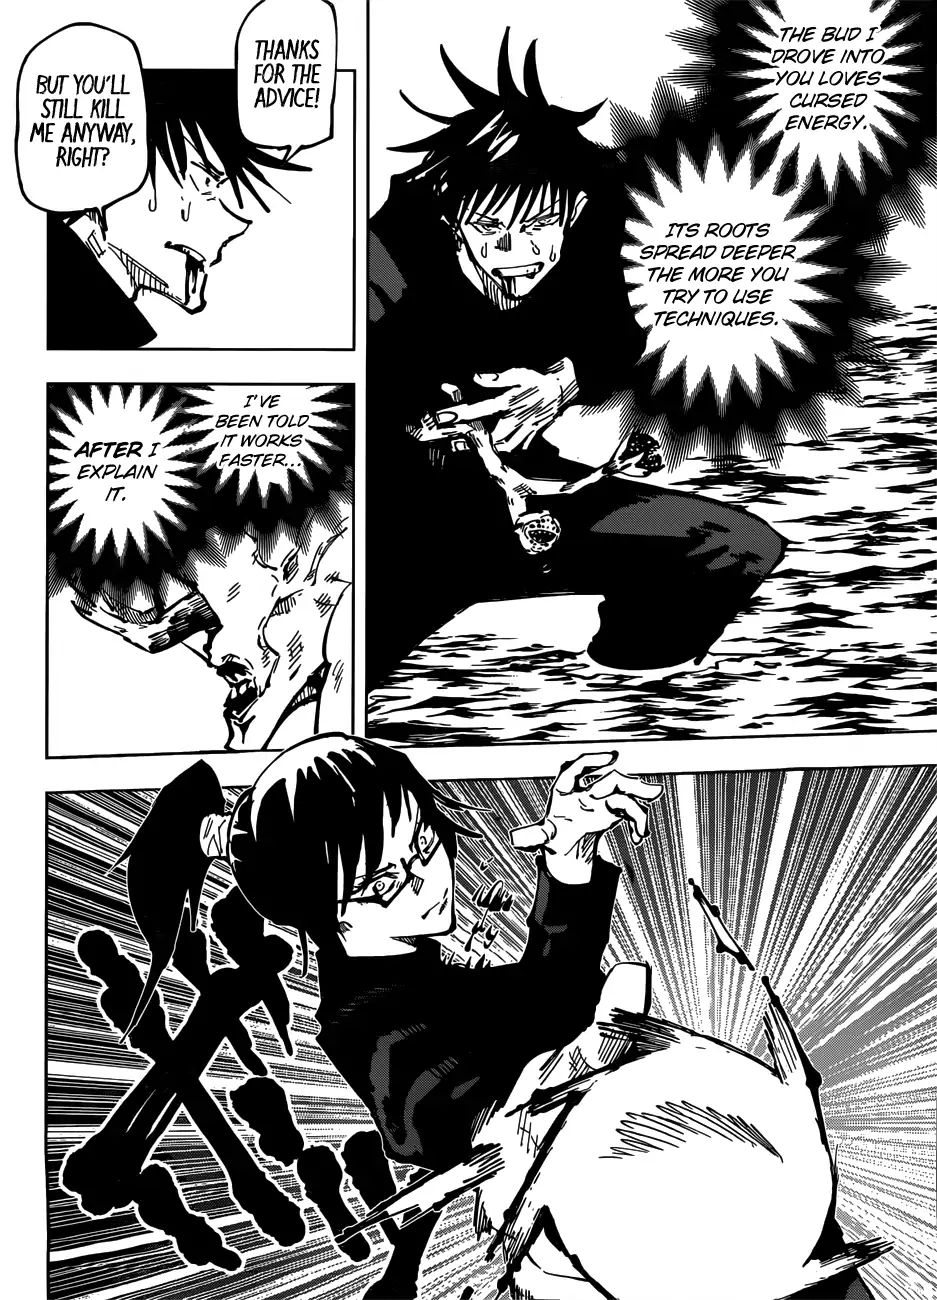 THE BUD I
DROVE INTO
YOU LOVES
CURSED
ENERGY.
ITS ROOTS
SPREAD DEEPER
THE MORE YOU
TRY TO USE
TECHNIQUES.
THANKS
FOR THE
ADVICE!
BUT YOU'LL
STILL KILL
ME ANYWAY,
RIGHT?
I'VE
BEEN TOLD
IT WORKS
FASTER...
AFTER I
EXPLAIN
IT.